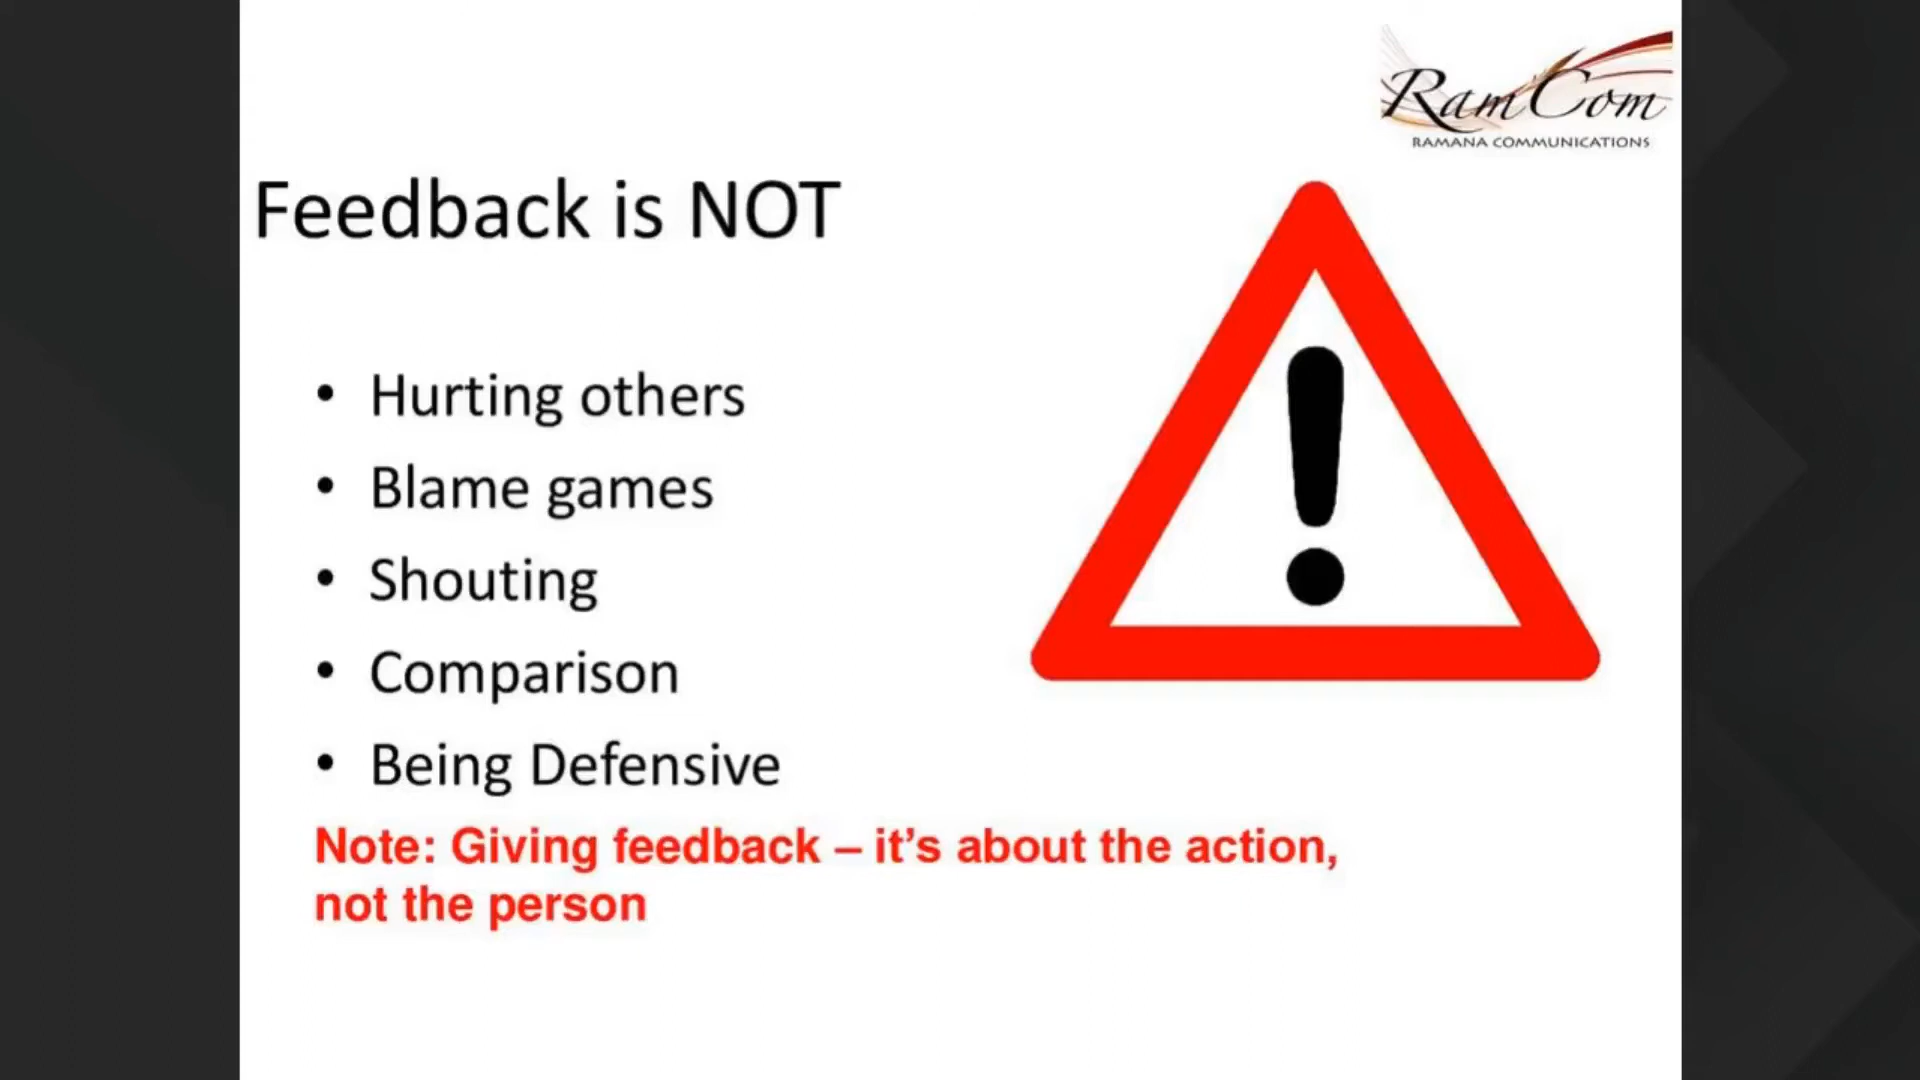 RamCom
RAMANA COMMUNICATIONS
Feedback is NOT
• Hurting others
• Blame games
• Shouting
• Comparison
• Being Defensive
Note: Giving feedback – it’s about the action,
not the person